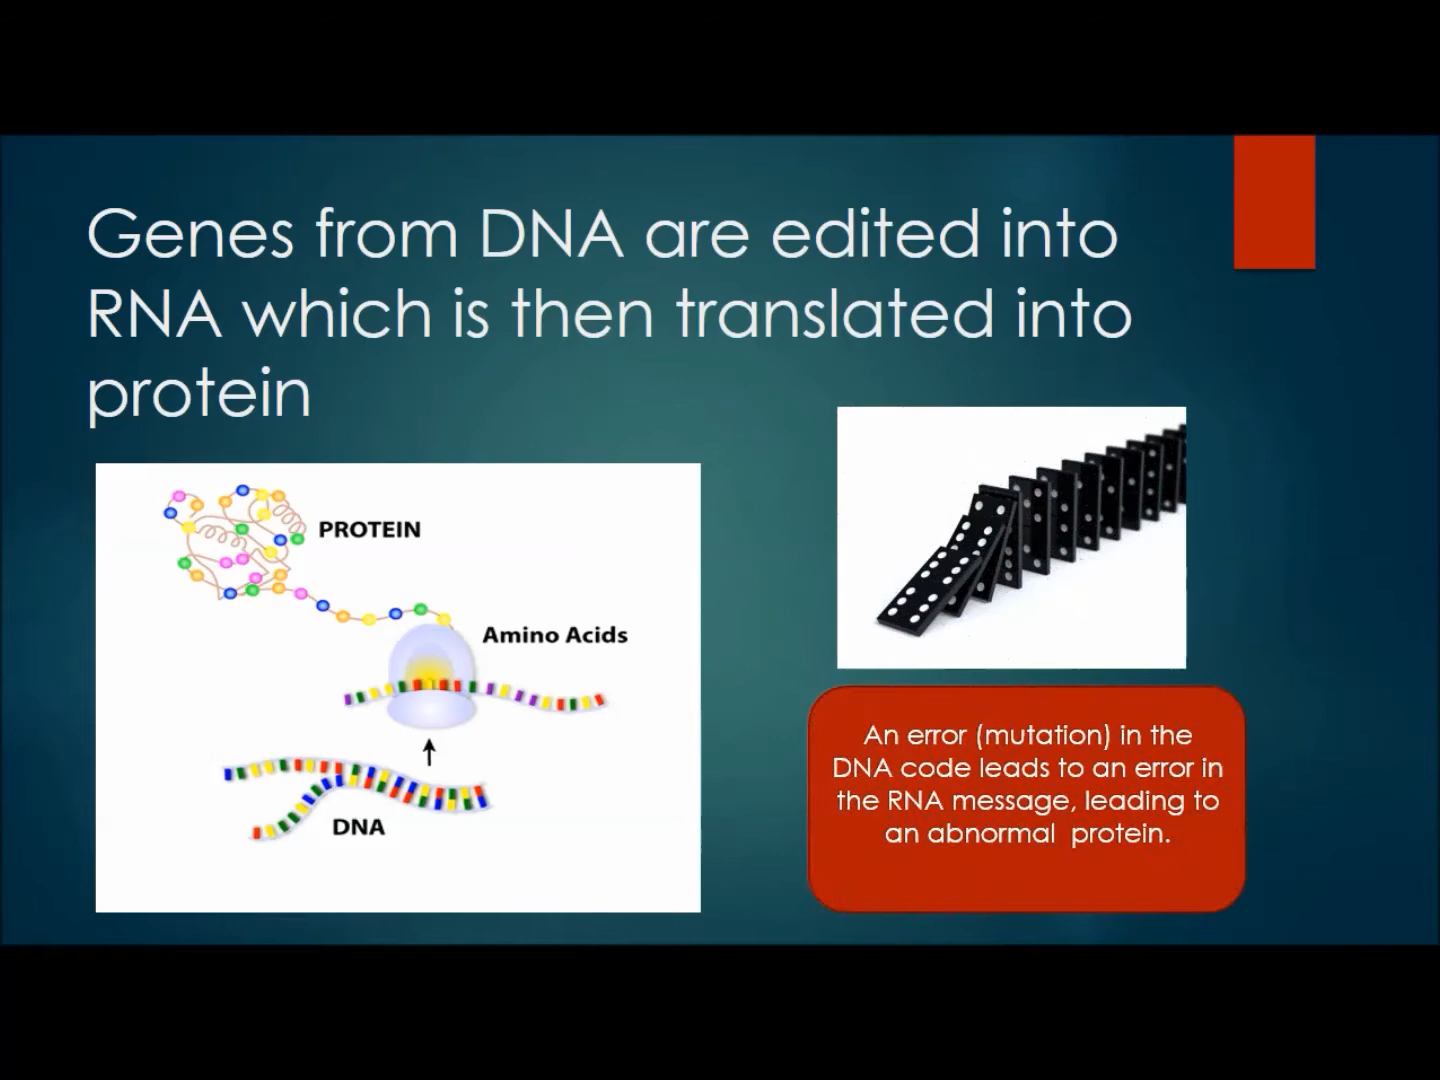 Genes from DNA are edited into
RNA which is then translated into
protein
PROTEIN
Amino Acids
DNA
An error (mutation) in the
DNA code leads to an error in
the RNA message, leading to
an abnormal protein.